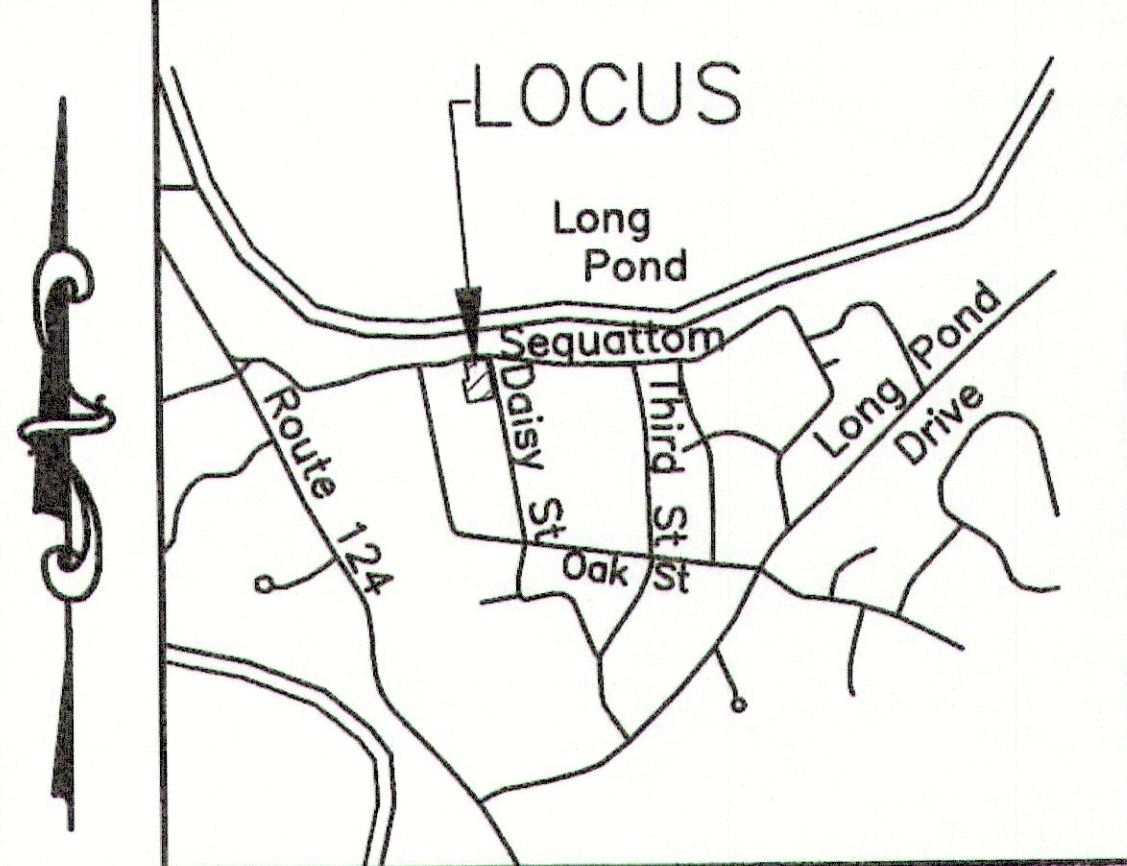 LOCUS
Long
Pond
Sequattom
Daisy St
Third St
Route 124
Oak St
Long Pond
Drive